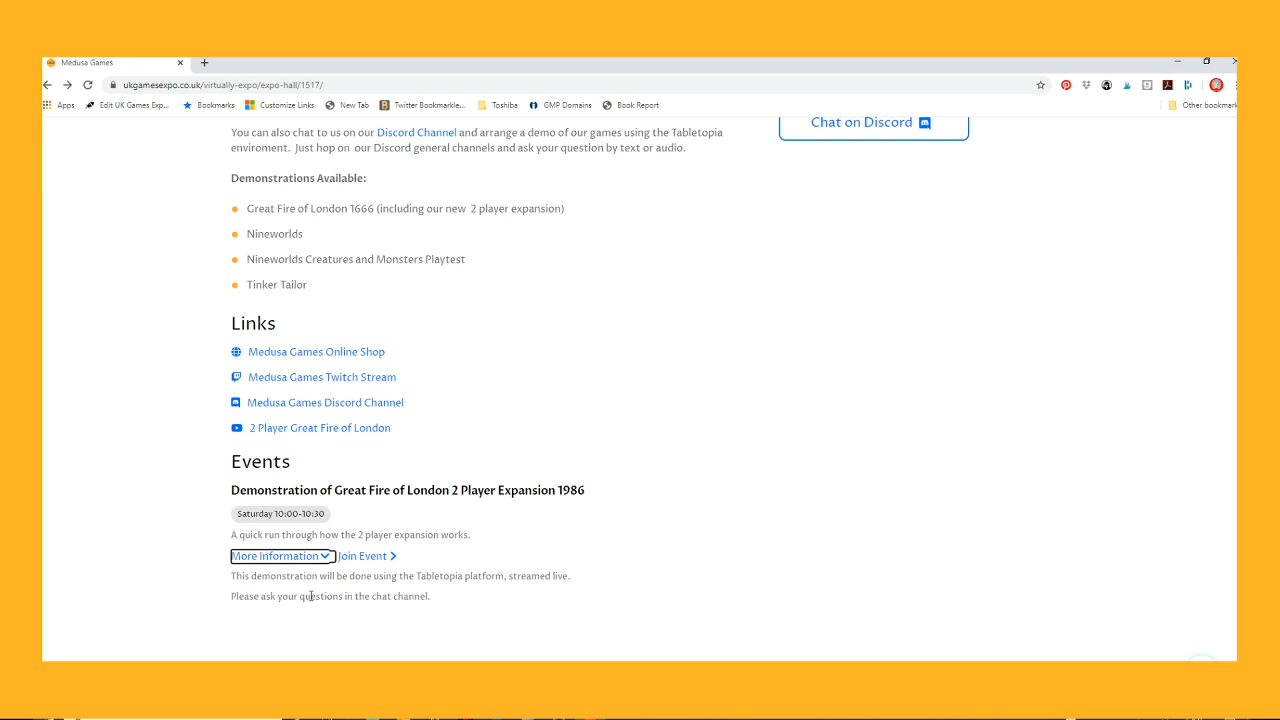 Medusa Games
ukgamesexpo.co.uk/virtually-expo/expo-hall/1517/
Apps Edit UK Games Exp... Bookmarks Customize Links New Tab Twitter Bookmarkle... Toshiba GMP Domains Book Report Other bookmark
You can also chat to us on our Discord Channel and arrange a demo of our games using the Tabletopia
enviroment. Just hop on our Discord general channels and ask your question by text or audio.
Chat on Discord
Demonstrations Available:
Great Fire of London 1666 (including our new 2 player expansion)
Nineworlds
Nineworlds Creatures and Monsters Playtest
Tinker Tailor
Links
Medusa Games Online Shop
Medusa Games Twitch Stream
Medusa Games Discord Channel
2 Player Great Fire of London
Events
Demonstration of Great Fire of London 2 Player Expansion 1986
Saturday 10:00-10:30
A quick run through how the 2 player expansion works.
More Information Join Event
This demonstration will be done using the Tabletopia platform, streamed live.
Please ask your questions in the chat channel.